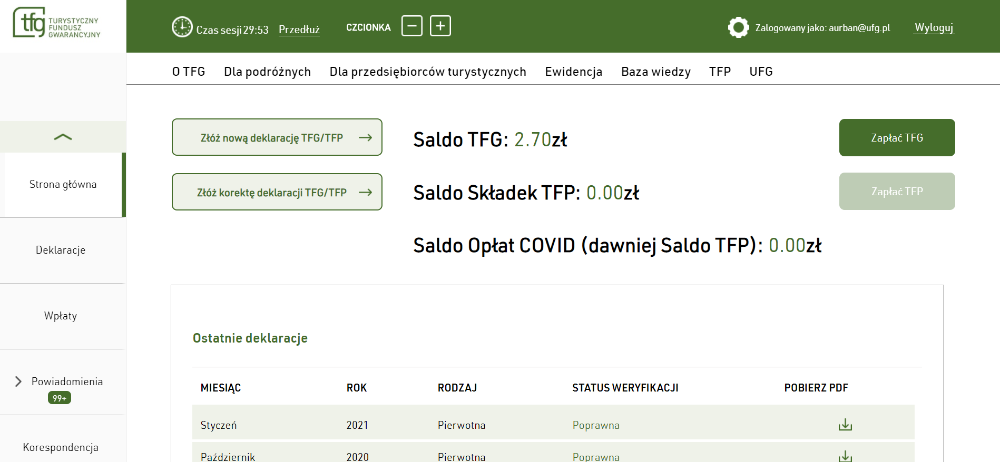 tfg TURYSTYCZNY
FUNDUSZ
GWARANCYJNY
Czas sesji 29:53 Przedłuż CZCIONKA − + Zalogowany jako: aurban@ufg.pl Wyloguj
O TFG Dla podróżnych Dla przedsiębiorców turystycznych Ewidencja Baza wiedzy TFP UFG
Strona główna
Deklaracje
Wpłaty
Powiadomienia
99+
Korespondencja
Złóż nową deklarację TFG/TFP Saldo TFG: 2.70zł Zapłać TFG
Złóż korektę deklaracji TFG/TFP Saldo Składek TFP: 0.00zł Zapłać TFP
Saldo Opłat COVID (dawniej Saldo TFP): 0.00zł
Ostatnie deklaracje
MIESIĄC ROK RODZAJ STATUS WERYFIKACJI POBIERZ PDF
Styczeń 2021 Pierwotna Poprawna
Październik 2020 Pierwotna Poprawna